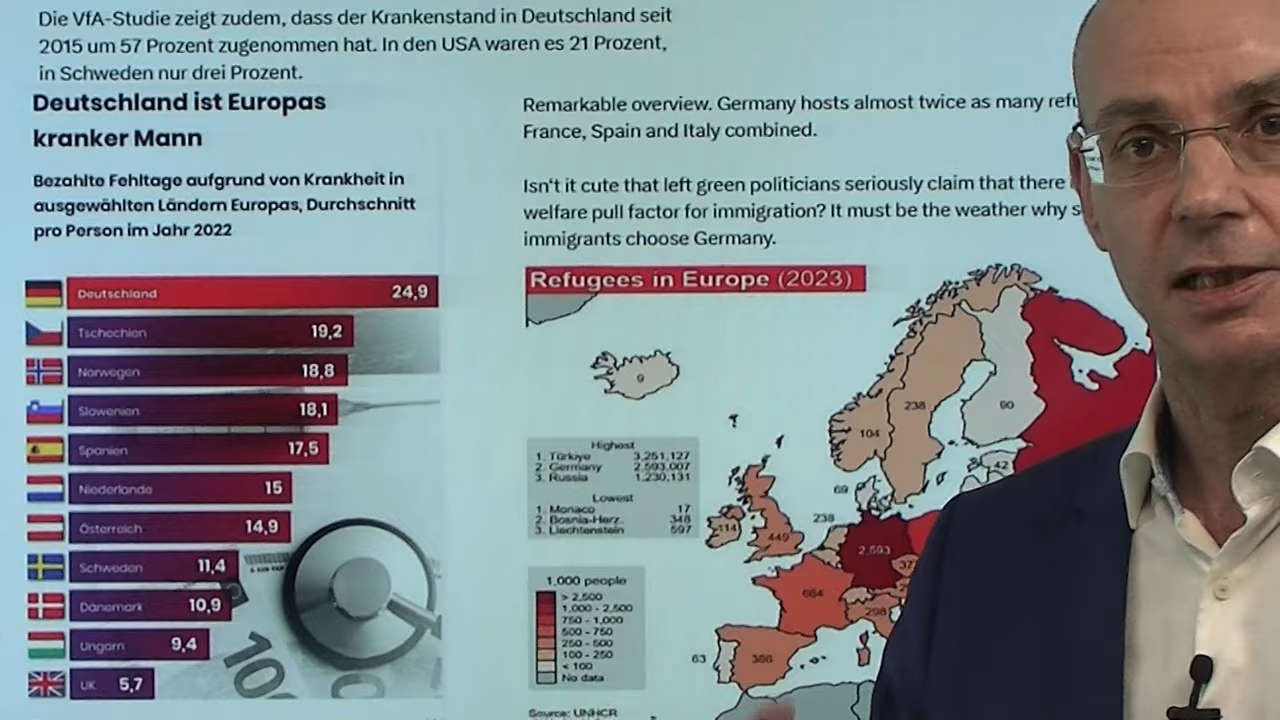 Die VfA-Studie zeigt zudem, dass der Krankenstand in Deutschland seit
2015 um 57 Prozent zugenommen hat. In den USA waren es 21 Prozent,
in Schweden nur drei Prozent.
Deutschland ist Europas
kranker Mann
Bezahlte Fehltage aufgrund von Krankheit in
ausgewählten Ländern Europas, Durchschnitt
pro Person im Jahr 2022
Deutschland 24,9
Tschechien 19,2
Norwegen 18,8
Slowenien 18,1
Spanien 17,5
Niederlande 15
Österreich 14,9
Schweden 11,4
Dänemark 10,9
Ungarn 9,4
UK 5,7
100
Remarkable overview. Germany hosts almost twice as many
France, Spain and Italy combined.
Isn't it cute that left green politicians seriously claim that there
welfare pull factor for immigration? It must be the weather why
immigrants choose Germany.
Refugees in Europe (2023)
9
238
90
104
42
69
Highest
1. Türkiye 3,251,127
2. Germany 2,593,007
3. Russia 1,230,131
Lowest
1. Monaco 17
2. Bosnia-Herz. 348
3. Liechtenstein 597
238
114
449
2,593
37
664
298
63
386
1,000 people
> 2,500
1,000 - 2,500
750 - 1,000
500 - 750
250 - 500
100 - 250
< 100
No data
Source: UNHCR